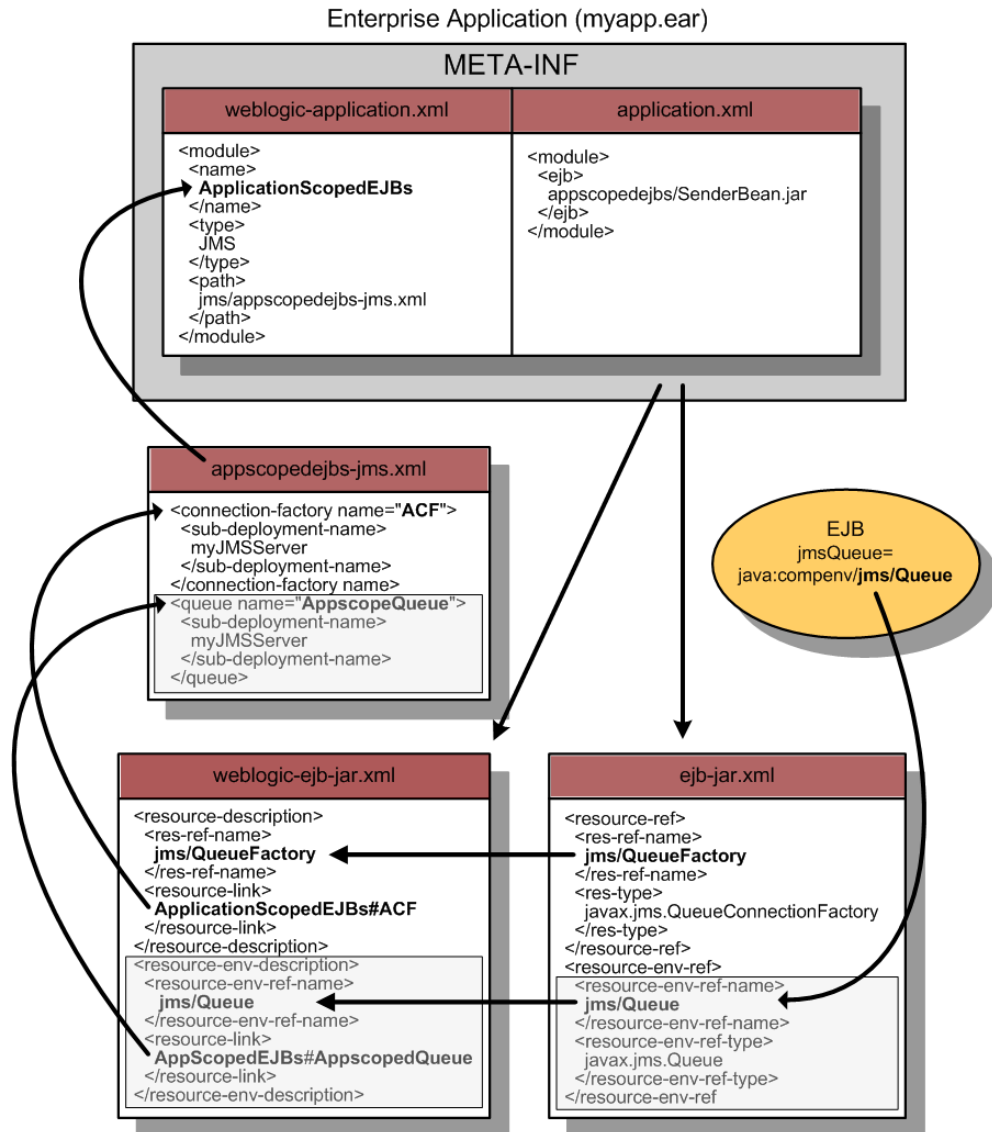 Enterprise Application (myapp.ear)
META-INF
weblogic-application.xml
<module>
<name>
ApplicationScopedEJBs
</name>
<type>
JMS
</type>
<path>
jms/appscopedejbs-jms.xml
</path>
</module>
application.xml
<module>
<ejb>
appscopedejbs/SenderBean.jar
</ejb>
</module>
appscopedejbs-jms.xml
<connection-factory name="ACF">
<sub-deployment-name>
myJMSServer
</sub-deployment-name>
</connection-factory name>
<queue name="AppscopeQueue">
<sub-deployment-name>
myJMSServer
</sub-deployment-name>
</queue>
EJB
jmsQueue=
java:compenv/jms/Queue
weblogic-ejb-jar.xml
<resource-description>
<res-ref-name>
jms/QueueFactory
</res-ref-name>
<resource-link>
ApplicationScopedEJBs#ACF
</resource-link>
</resource-description>
<resource-env-description>
<resource-env-ref-name>
jms/Queue
</resource-env-ref-name>
<resource-link>
AppScopedEJBs#AppscopedQueue
</resource-link>
</resource-env-description>
ejb-jar.xml
<resource-ref>
<res-ref-name>
jms/QueueFactory
</res-ref-name>
<res-type>
javax.jms.QueueConnectionFactory
</res-type>
</resource-ref>
<resource-env-ref>
<resource-env-ref-name>
jms/Queue
</resource-env-ref-name>
<resource-env-ref-type>
javax.jms.Queue
</resource-env-ref-type>
</resource-env-ref